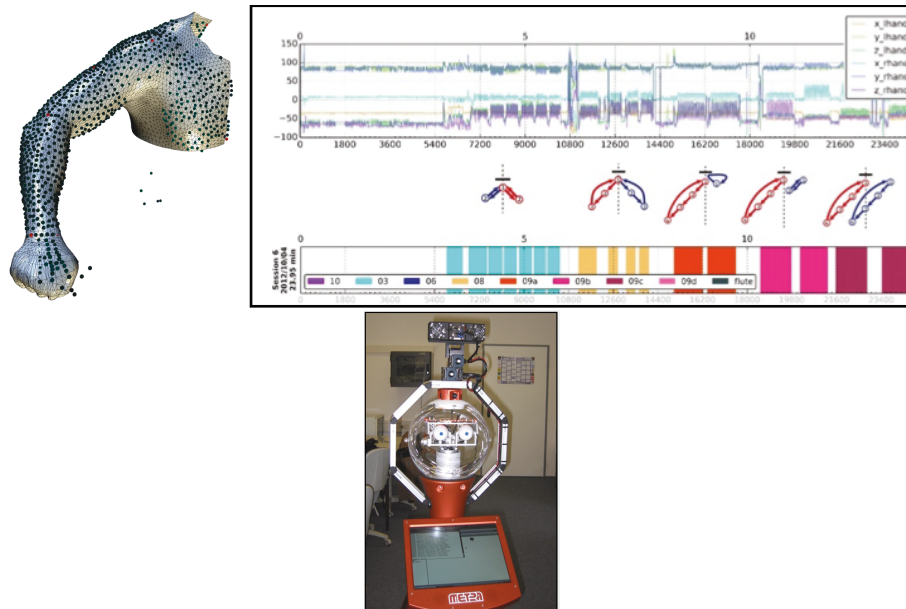 5
10
x_lhand
y_lhand
z_lhand
x_rhand
y_rhand
z_rhand
150
100
50
0
−50
−100
0 1800 3600 5400 7200 9000 10800 12600 14400 16200 18000 19800 21600 23400
5
10
Session 6
2012/10/04
23.95 min
10 03 06 08 09a 09b 09c 09d flute
0 1800 3600 5400 7200 9000 10800 12600 14400 16200 18000 19800 21600 23400
METRA